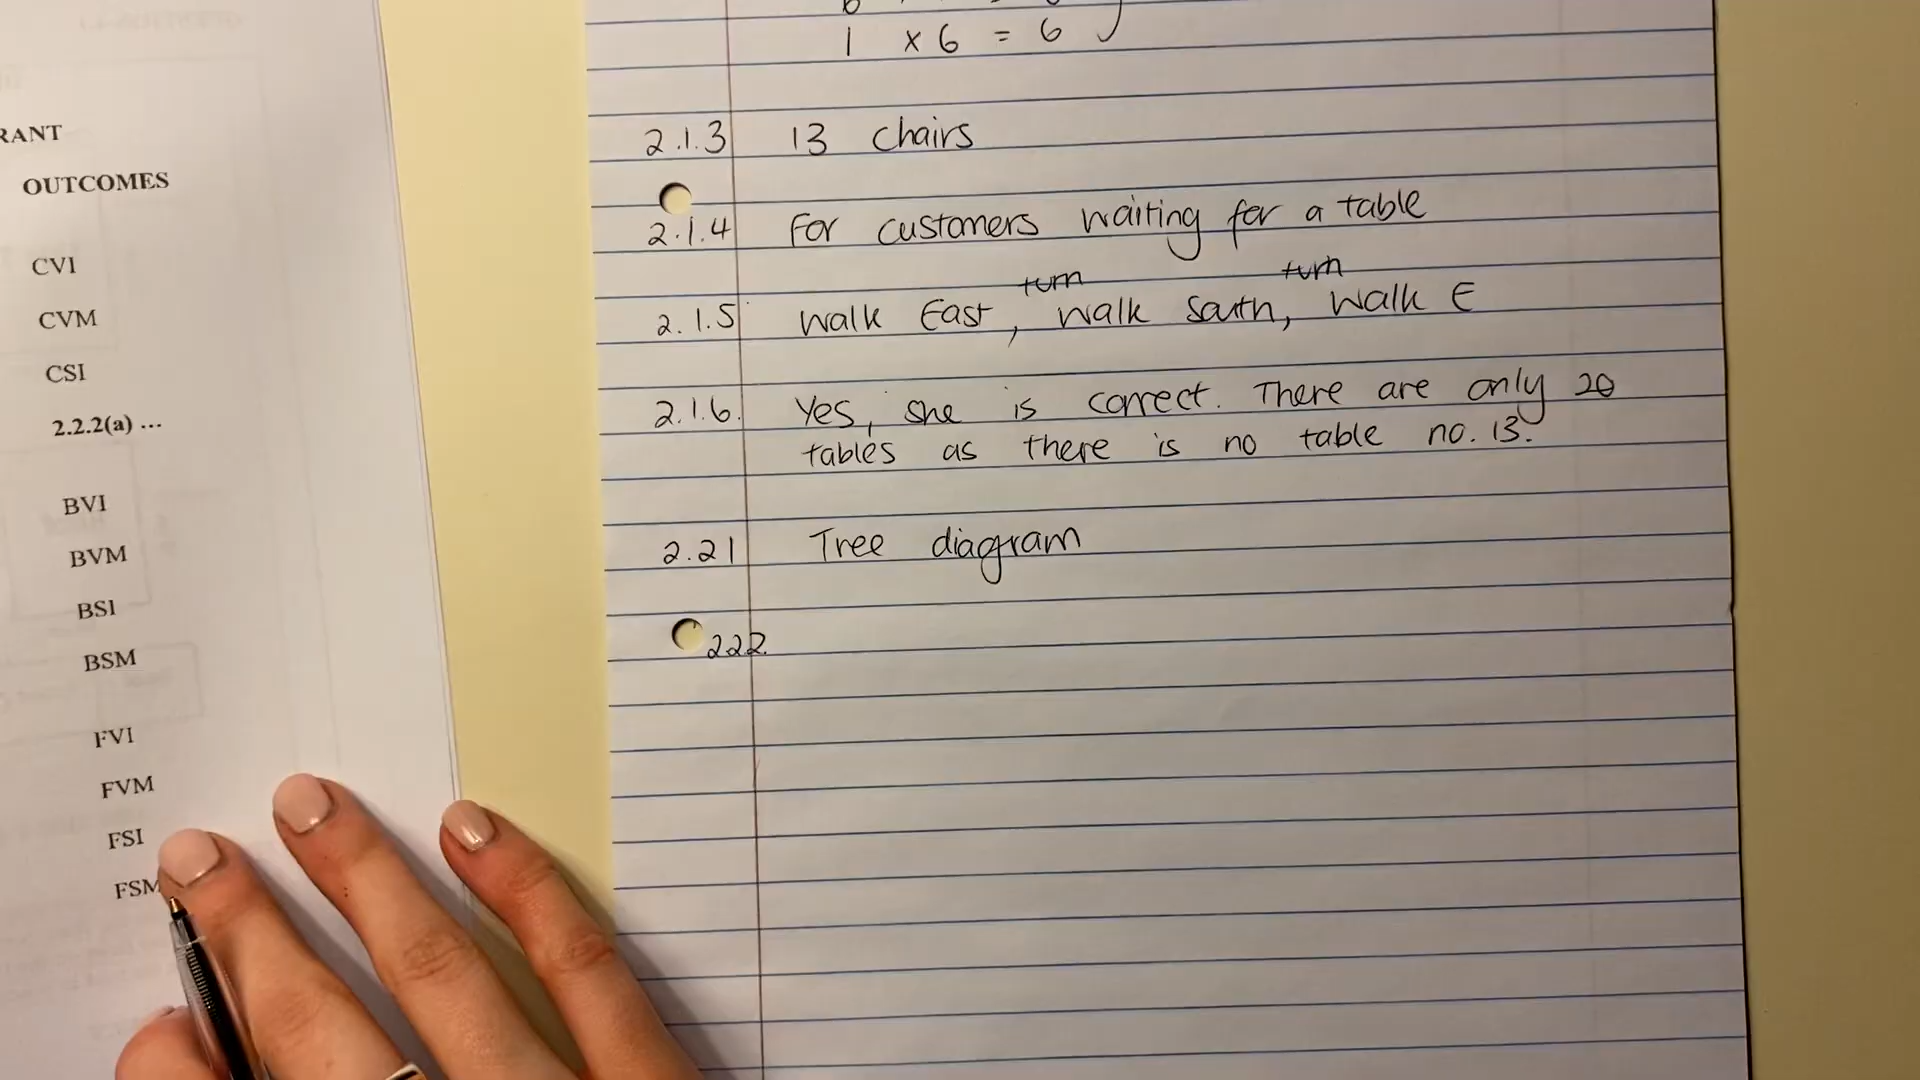 RANT
OUTCOMES
CVI
CVM
CSI
2.2.2(a) ...
BVI
BVM
BSI
BSM
FVI
FVM
FSI
FSM
1 x 6 = 6
2.1.3 13 chairs
2.1.4 For customers waiting for a table
turn turn
2.1.5 Walk East, walk South, walk E
2.1.6. Yes, she is correct. There are only 20
tables as there is no table no. 13.
2.21 Tree diagram
222.